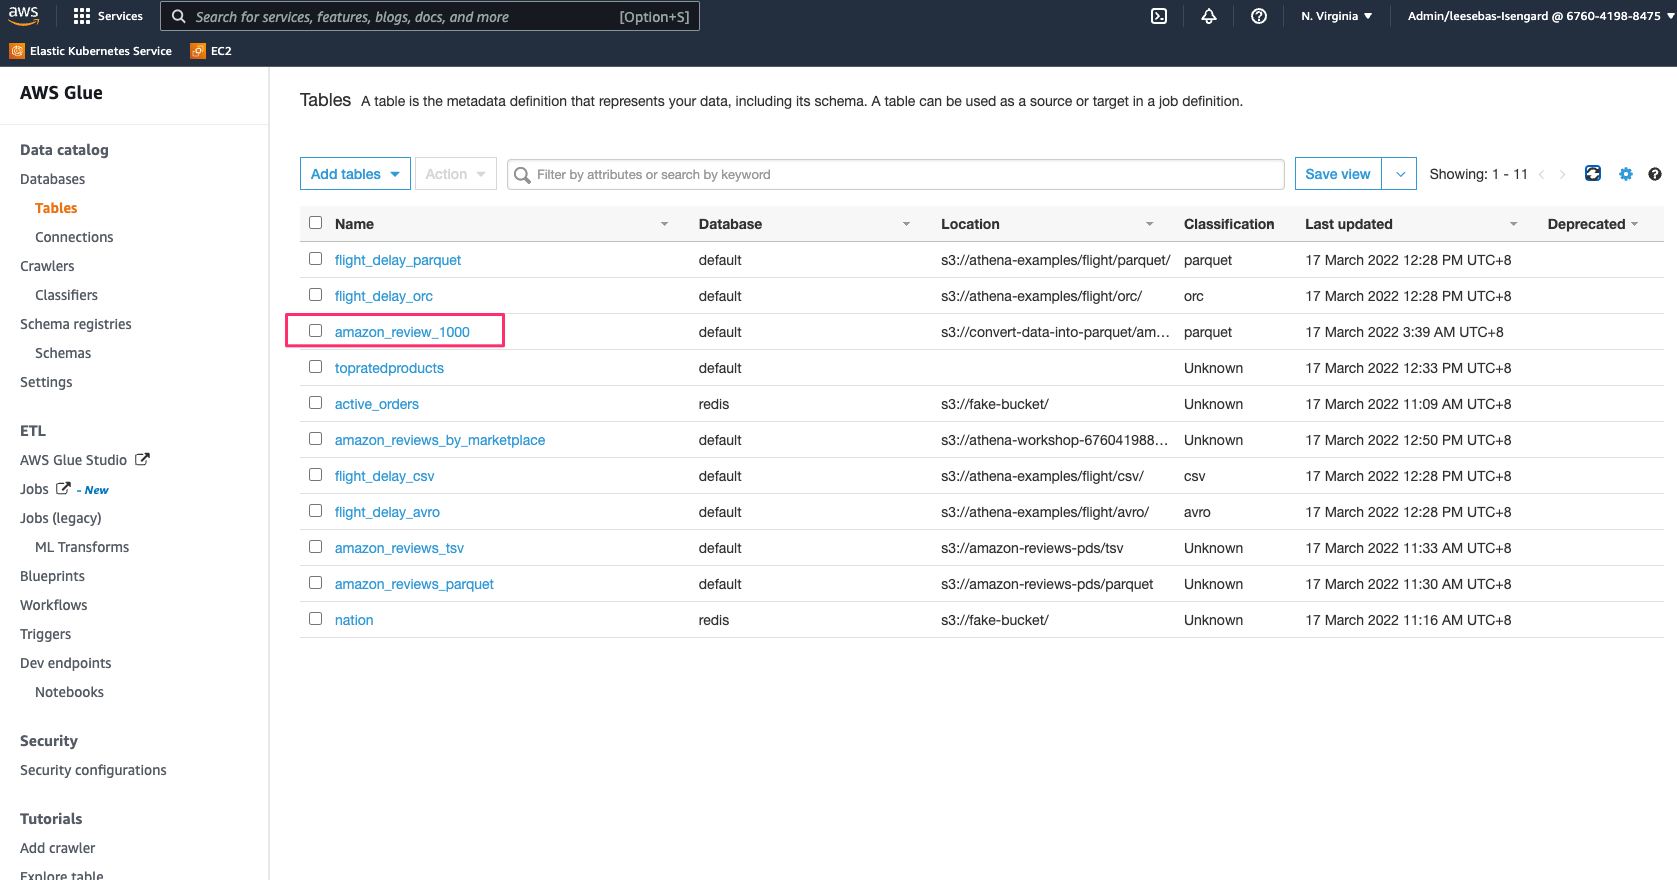 aws
Services
Search for services, features, blogs, docs, and more [Option+S]
N. Virginia
Admin/leesebas-Isengard @ 6760-4198-8475
Elastic Kubernetes Service
EC2
AWS Glue
Data catalog
Databases
Tables
Connections
Crawlers
Classifiers
Schema registries
Schemas
Settings
ETL
AWS Glue Studio
Jobs - New
Jobs (legacy)
ML Transforms
Blueprints
Workflows
Triggers
Dev endpoints
Notebooks
Security
Security configurations
Tutorials
Add crawler
Explore table
Tables A table is the metadata definition that represents your data, including its schema. A table can be used as a source or target in a job definition.
Add tables Action Filter by attributes or search by keyword Save view Showing: 1 - 11
Name Database Location Classification Last updated Deprecated
flight_delay_parquet default s3://athena-examples/flight/parquet/ parquet 17 March 2022 12:28 PM UTC+8
flight_delay_orc default s3://athena-examples/flight/orc/ orc 17 March 2022 12:28 PM UTC+8
amazon_review_1000 default s3://convert-data-into-parquet/am... parquet 17 March 2022 3:39 AM UTC+8
topratedproducts default Unknown 17 March 2022 12:33 PM UTC+8
active_orders redis s3://fake-bucket/ Unknown 17 March 2022 11:09 AM UTC+8
amazon_reviews_by_marketplace default s3://athena-workshop-676041988... Unknown 17 March 2022 12:50 PM UTC+8
flight_delay_csv default s3://athena-examples/flight/csv/ csv 17 March 2022 12:28 PM UTC+8
flight_delay_avro default s3://athena-examples/flight/avro/ avro 17 March 2022 12:28 PM UTC+8
amazon_reviews_tsv default s3://amazon-reviews-pds/tsv Unknown 17 March 2022 11:33 AM UTC+8
amazon_reviews_parquet default s3://amazon-reviews-pds/parquet Unknown 17 March 2022 11:30 AM UTC+8
nation redis s3://fake-bucket/ Unknown 17 March 2022 11:16 AM UTC+8